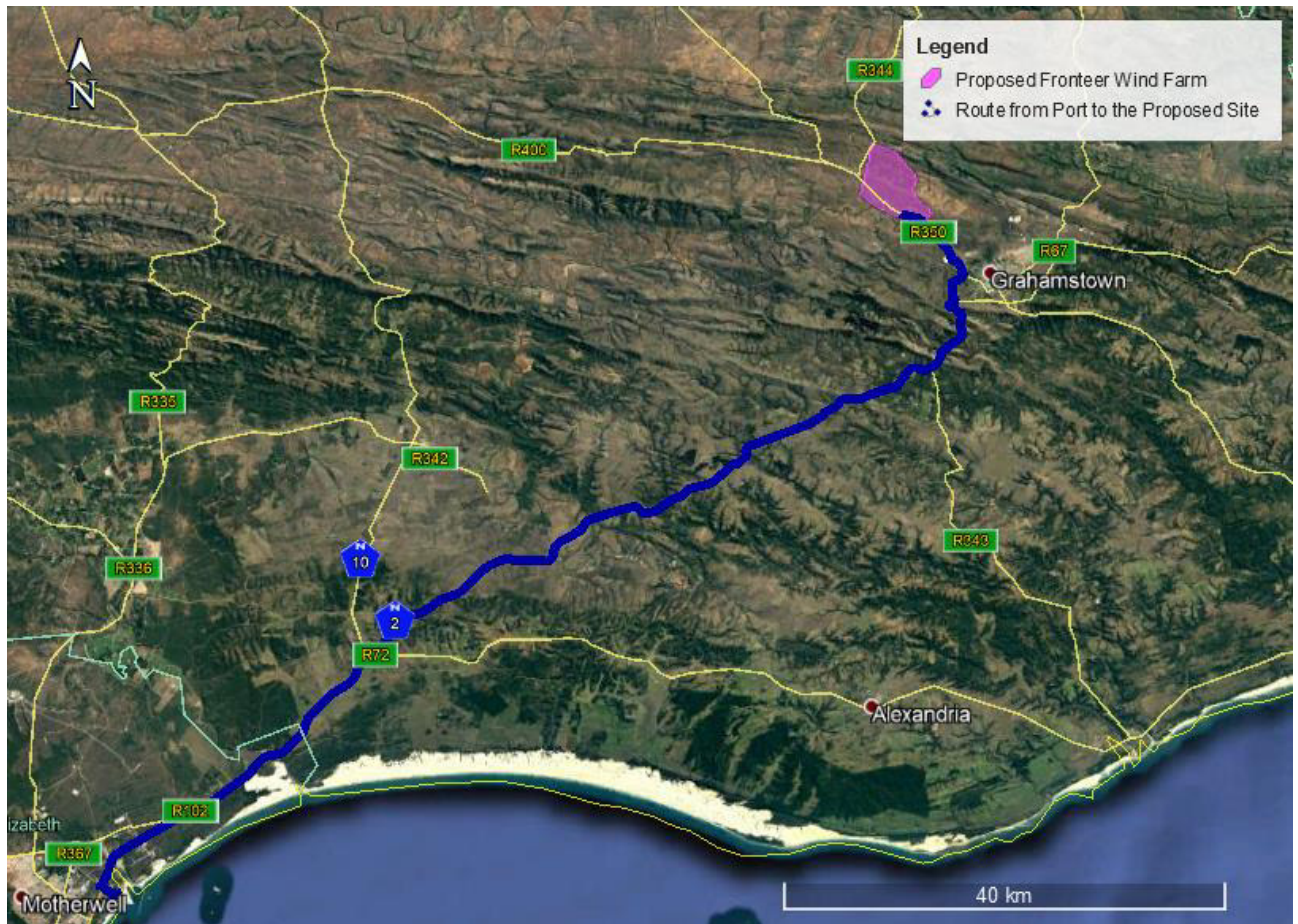 Legend
Proposed Fronteer Wind Farm
Route from Port to the Proposed Site
N
R344
R400
R350
R67
Grahamstown
R335
R342
R343
N
10
R336
N
2
R72
Alexandria
R102
izabeth
R367
Motherwell
40 km